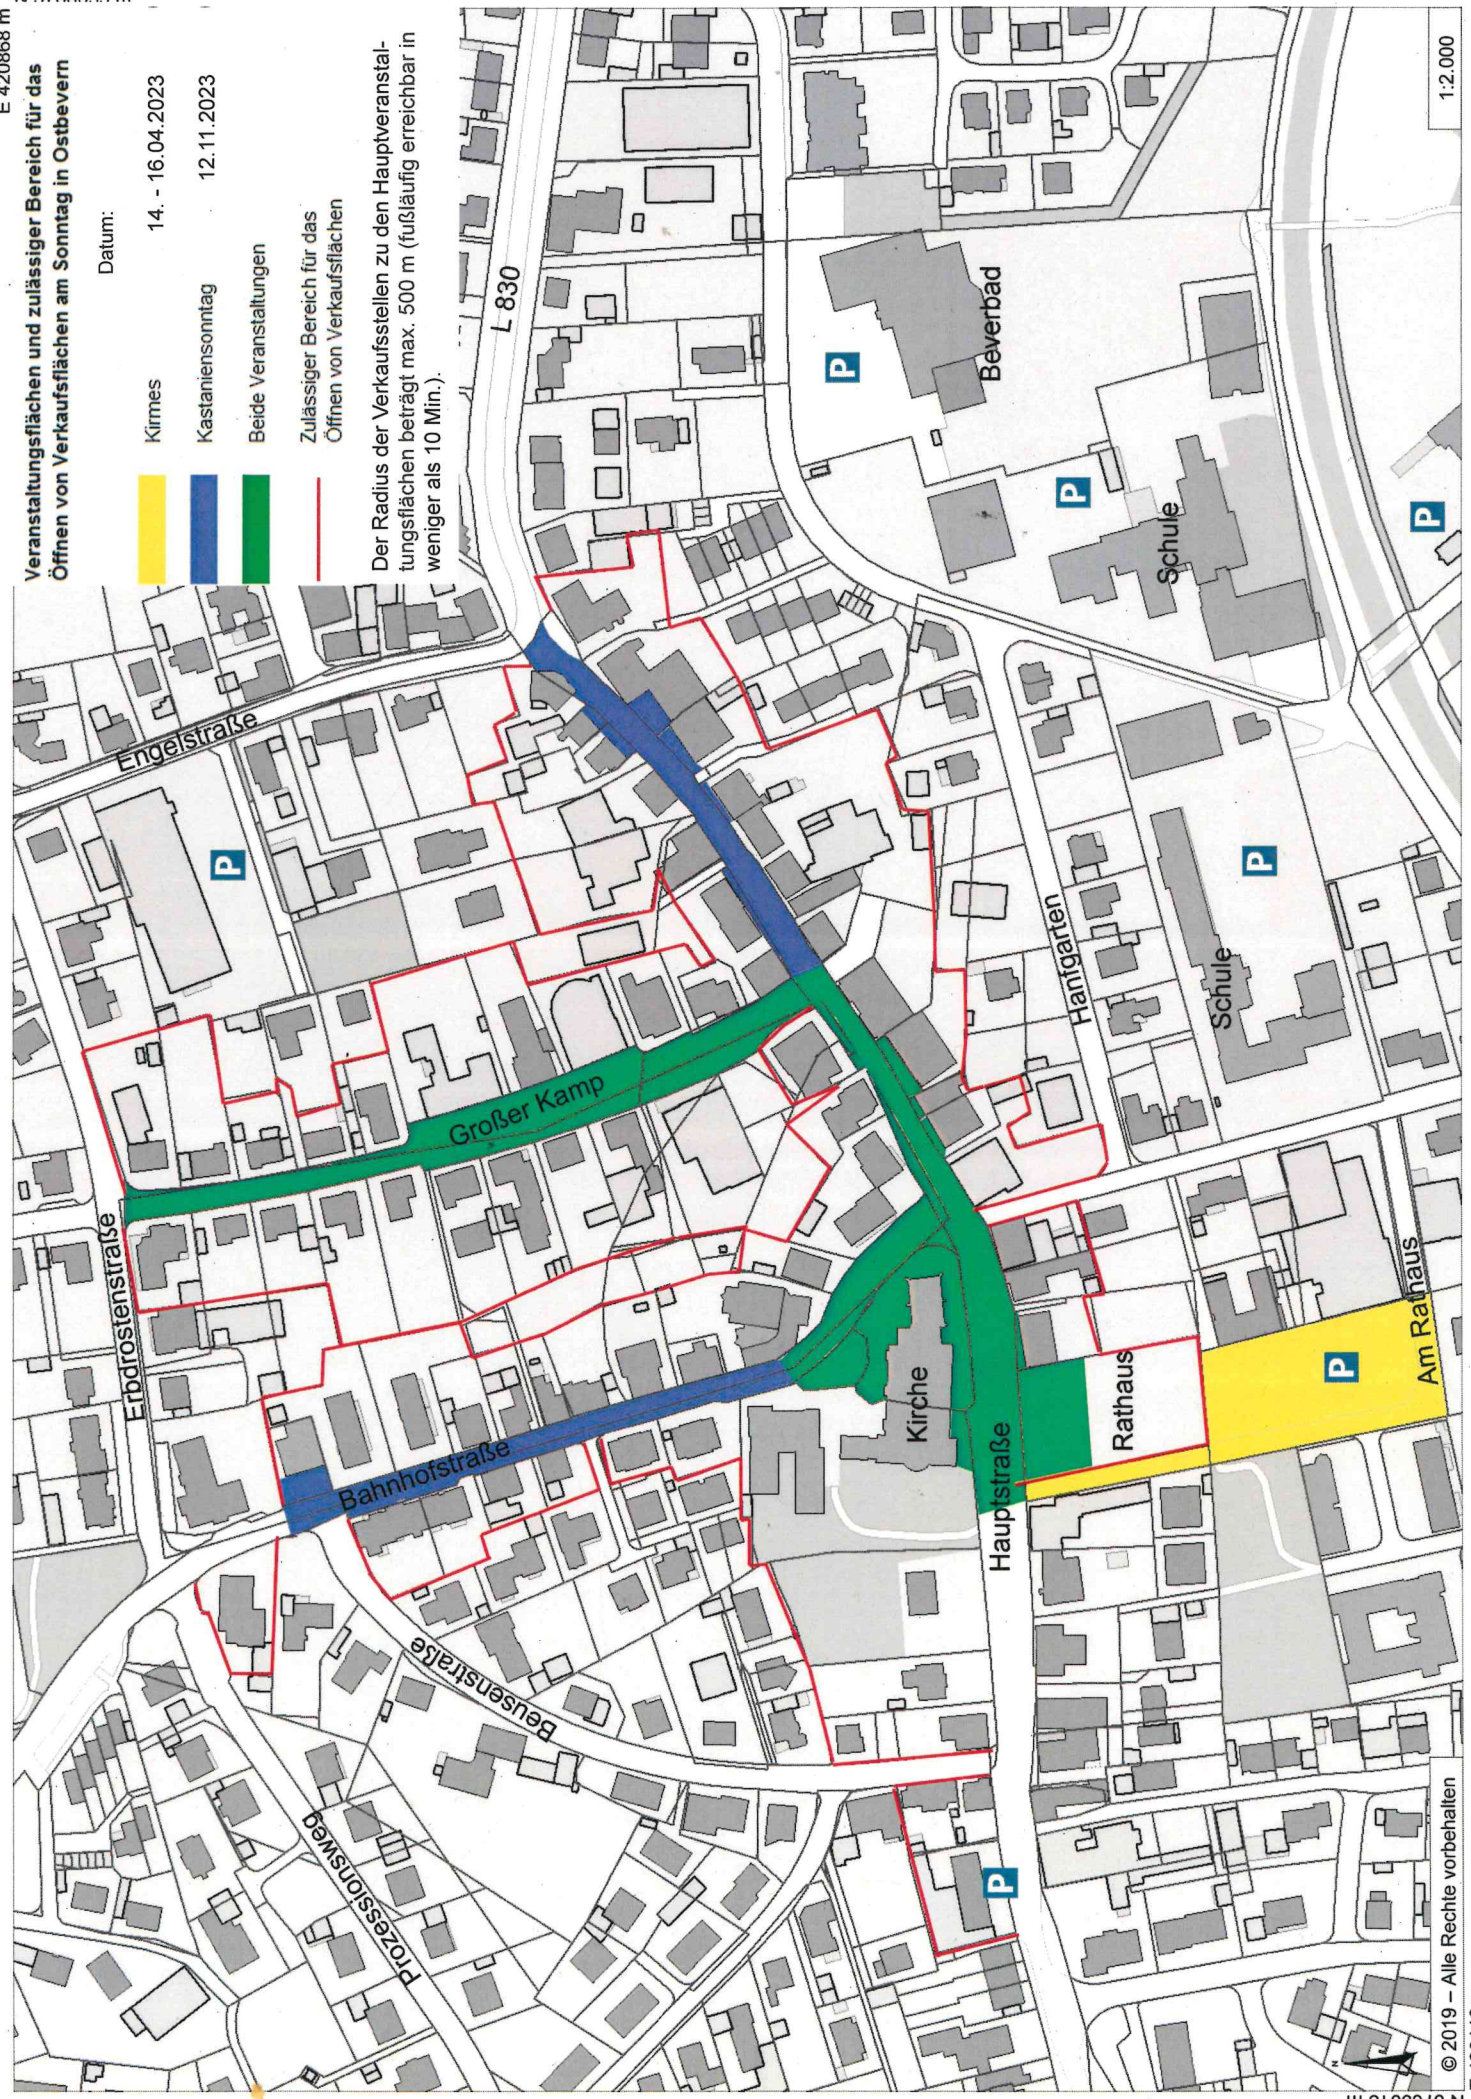 E 420868 m
Veranstaltungsflächen und zulässiger Bereich für das
Öffnen von Verkaufsflächen am Sonntag in Ostbevern
Datum:
Kirmes 14. - 16.04.2023
Kastaniensonntag 12.11.2023
Beide Veranstaltungen
Zulässiger Bereich für das
Öffnen von Verkaufsflächen
Der Radius der Verkaufsstellen zu den Hauptveranstal-
tungsflächen beträgt max. 500 m (fußläufig erreichbar in
weniger als 10 Min.).
L 830
Engelstraße
P
Erbdrostenstraße
Großer Kamp
Bahnhofstraße
Beusenstraße
Prozessionsweg
Beverbad
P
Schule
P
P
Hanfgarten
Schule
P
Kirche
Hauptstraße
Rathaus
P
Am Rathaus
P
N
1:2.000
© 2019 – Alle Rechte vorbehalten